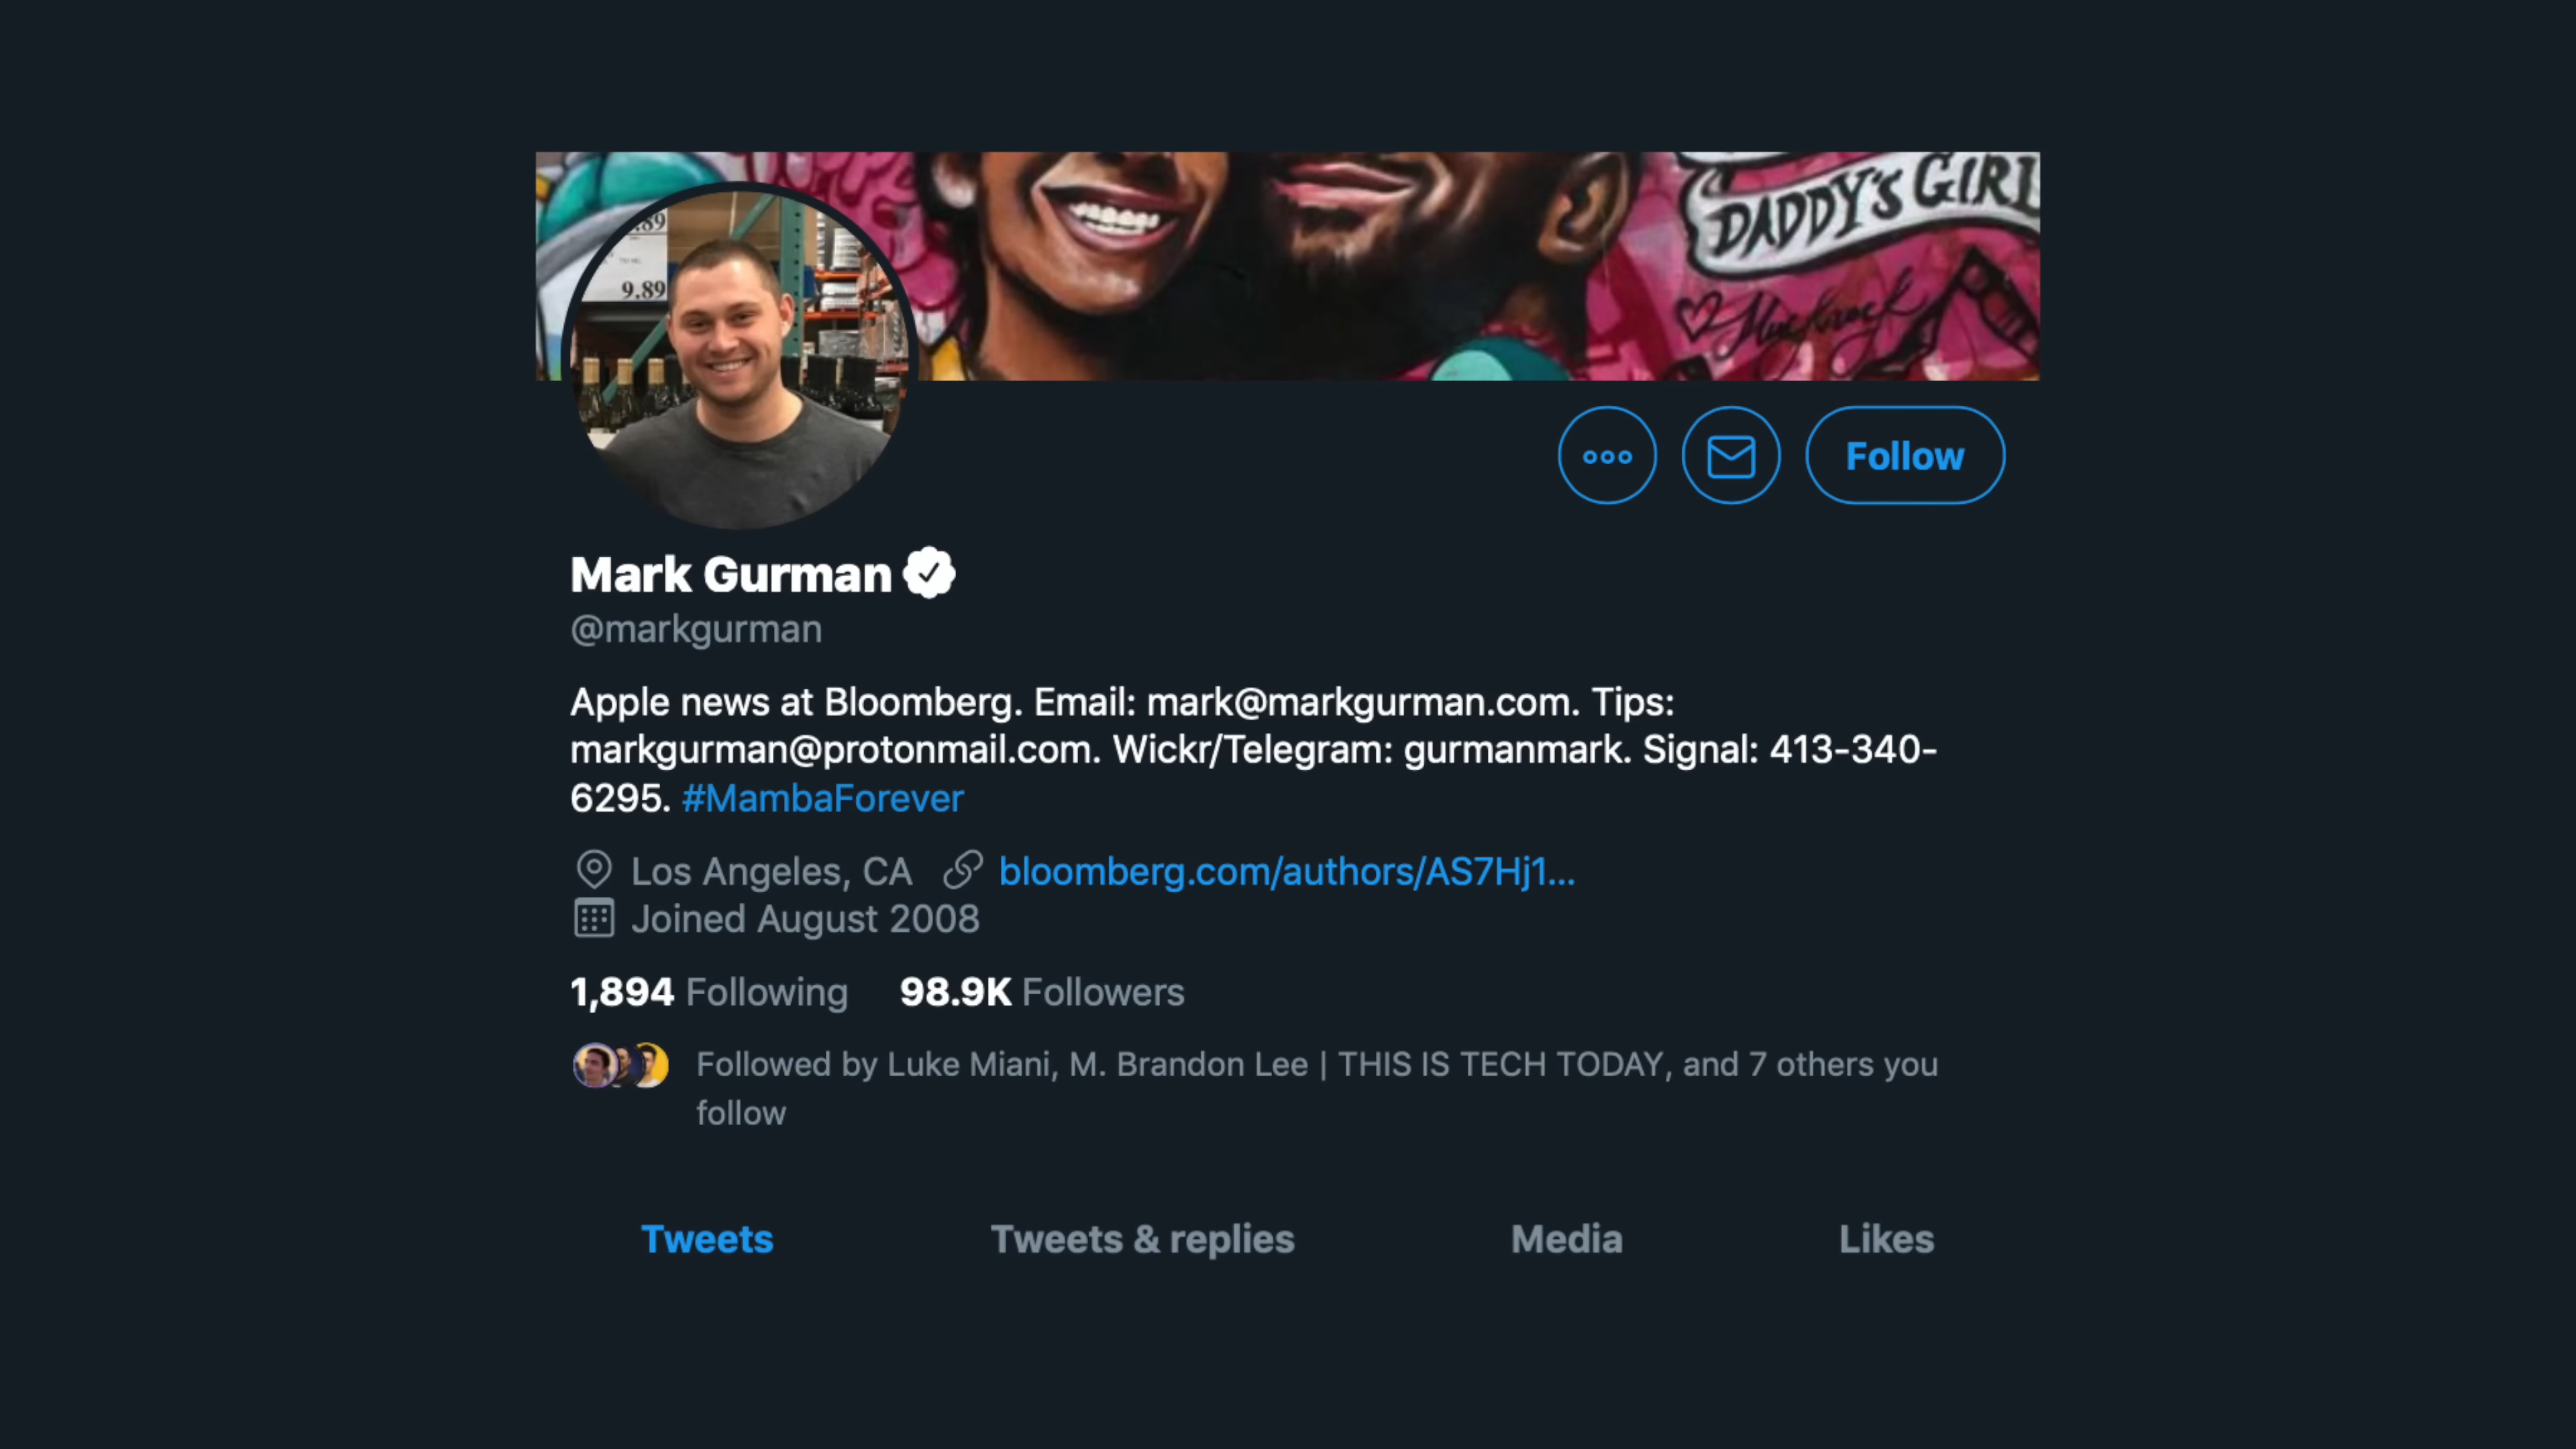 DADDY'S GIRL
.89
9.89
Follow
Mark Gurman
@markgurman
Apple news at Bloomberg. Email: mark@markgurman.com. Tips:
markgurman@protonmail.com. Wickr/Telegram: gurmanmark. Signal: 413-340-
6295. #MambaForever
Los Angeles, CA bloomberg.com/authors/AS7Hj1...
Joined August 2008
1,894 Following 98.9K Followers
Followed by Luke Miani, M. Brandon Lee | THIS IS TECH TODAY, and 7 others you
follow
Tweets Tweets & replies Media Likes